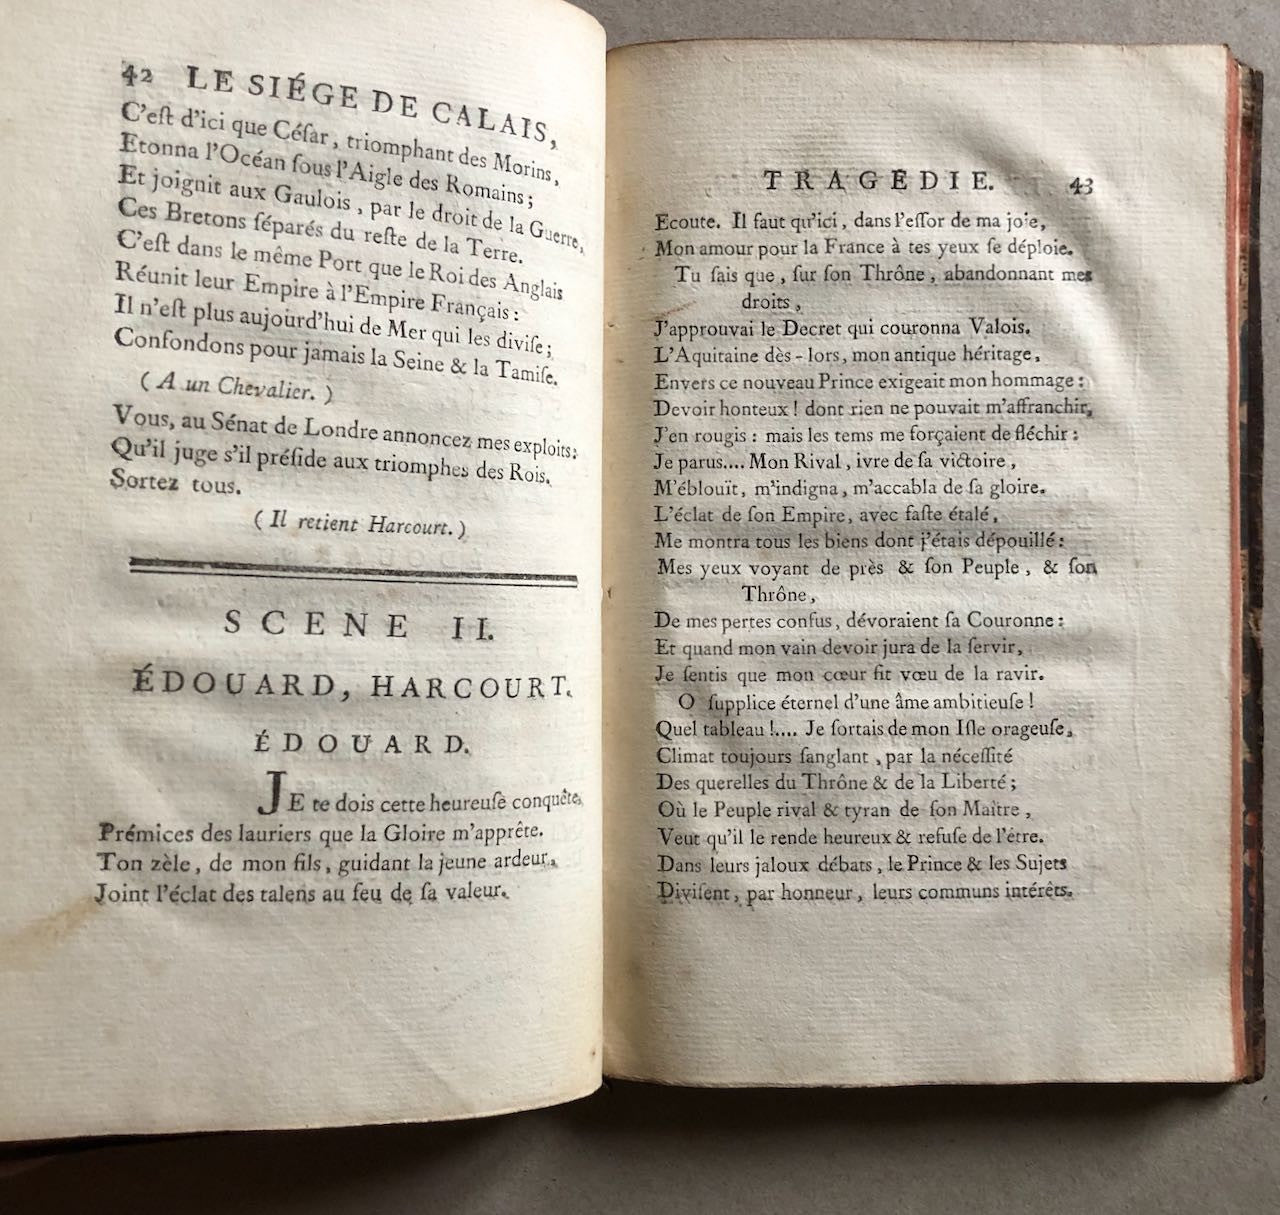 42 LE SIÉGE DE CALAIS,
C'eſt d'ici que Céſar, triomphant des Morins,
Etonna l'Océan ſous l'Aigle des Romains;
Et joignit aux Gaulois, par le droit de la Guerre,
Ces Bretons ſéparés du reſte de la Terre.
C'eſt dans le même Port que le Roi des Anglais
Réunit leur Empire à l'Empire Français :
Il n'eſt plus aujourd'hui de Mer qui les diviſe;
Confondons pour jamais la Seine & la Tamiſe.
( A un Chevalier. )
Vous, au Sénat de Londre annoncez mes exploits:
Qu'il juge s'il préſide aux triomphes des Rois.
Sortez tous.
( Il retient Harcourt. )
SCENE II.
ÉDOUARD, HARCOURT.
ÉDOUARD.
JE te dois cette heureuſe conquête,
Prémices des lauriers que la Gloire m'apprête.
Ton zèle, de mon fils, guidant la jeune ardeur,
Joint l'éclat des talens au feu de ſa valeur.
TRAGÉDIE. 43
Ecoute. Il faut qu'ici, dans l'eſſor de ma joie,
Mon amour pour la France à tes yeux ſe déploie.
Tu ſais que, ſur ſon Thrône, abandonnant mes
droits,
J'approuvai le Decret qui couronna Valois.
L'Aquitaine dès-lors, mon antique héritage,
Envers ce nouveau Prince exigeait mon hommage :
Devoir honteux! dont rien ne pouvait m'affranchir,
J'en rougis : mais les tems me forçaient de fléchir :
Je parus.... Mon Rival, ivre de ſa victoire,
M'éblouït, m'indigna, m'accabla de ſa gloire.
L'éclat de ſon Empire, avec faſte étalé,
Me montra tous les biens dont j'étais dépouillé :
Mes yeux voyant de près & ſon Peuple, & ſon
Thrône,
De mes pertes confus, dévoraient ſa Couronne :
Et quand mon vain devoir jura de la ſervir,
Je ſentis que mon cœur fit vœu de la ravir.
O ſupplice éternel d'une âme ambitieuſe !
Quel tableau !.... Je ſortais de mon Iſle orageuſe,
Climat toujours ſanglant, par la néceſſité
Des querelles du Thrône & de la Liberté;
Où le Peuple rival & tyran de ſon Maître,
Veut qu'il le rende heureux & refuſe de l'être.
Dans leurs jaloux débats, le Prince & les Sujets
Diviſent, par honneur, leurs communs intérêts.